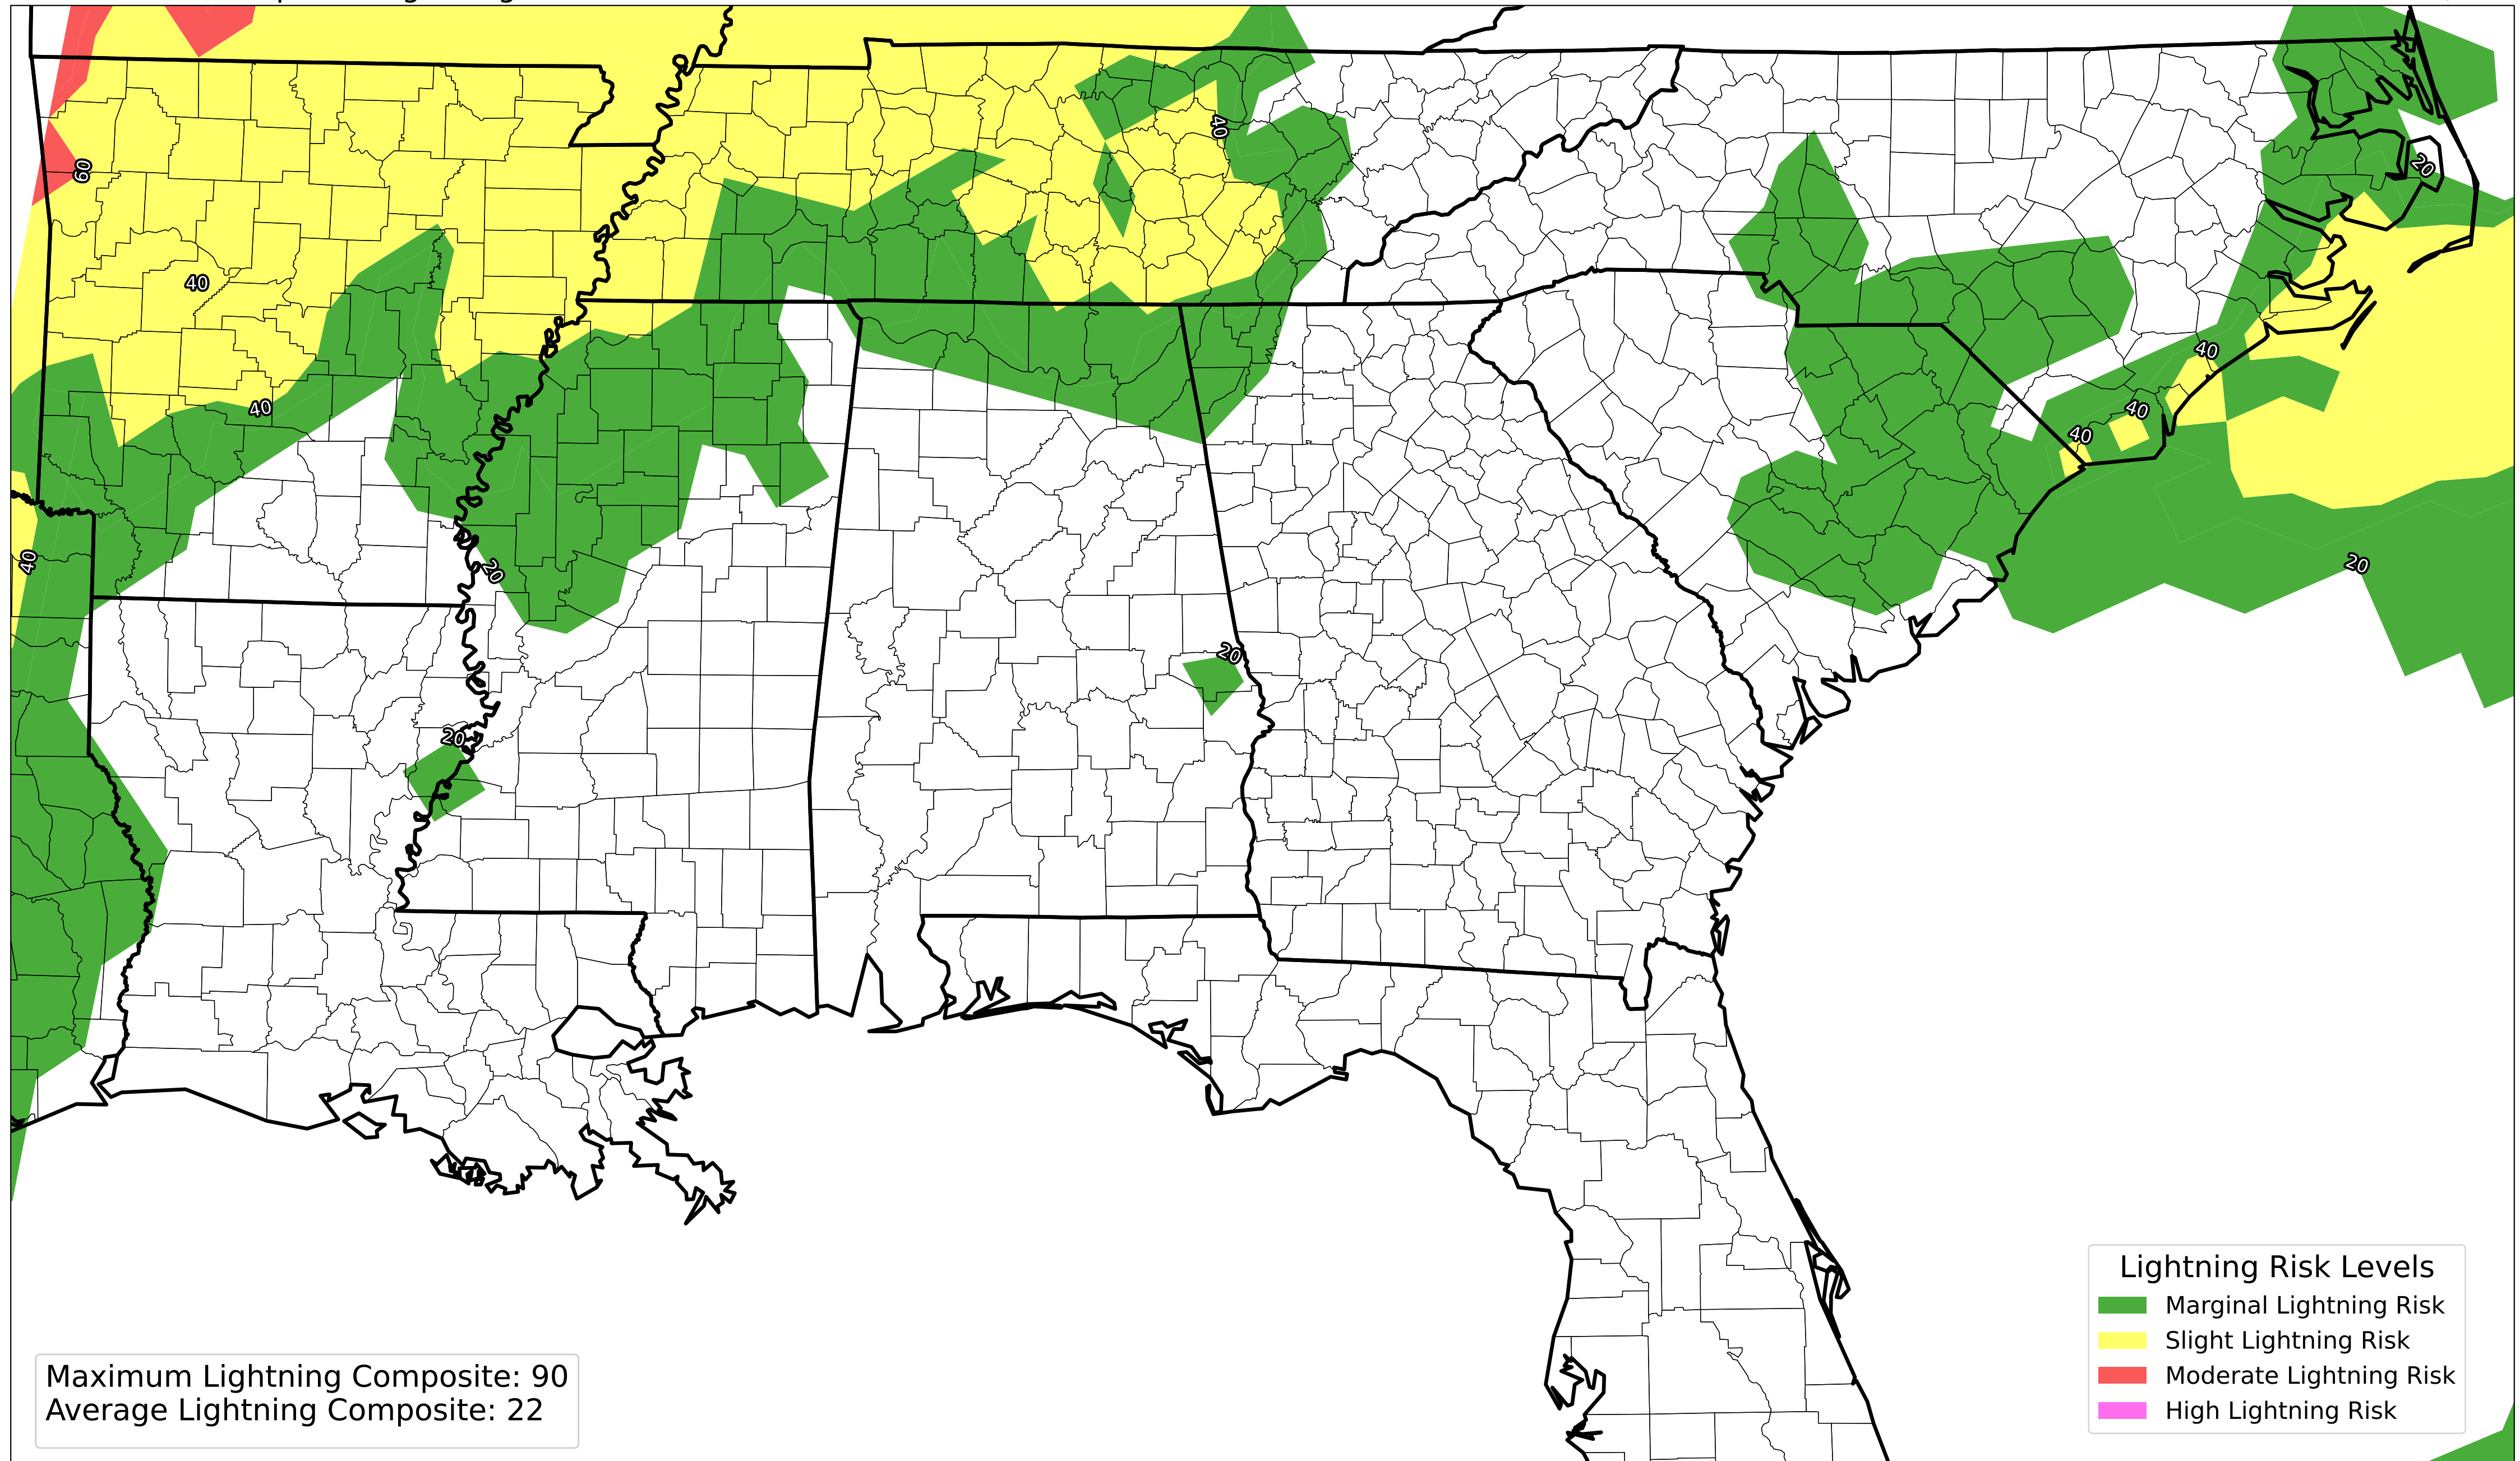 40
60
20
40
40
40
40
40
40
20
20
20
20
Lightning Risk Levels
Marginal Lightning Risk
Slight Lightning Risk
Moderate Lightning Risk
High Lightning Risk
Maximum Lightning Composite: 90
Average Lightning Composite: 22